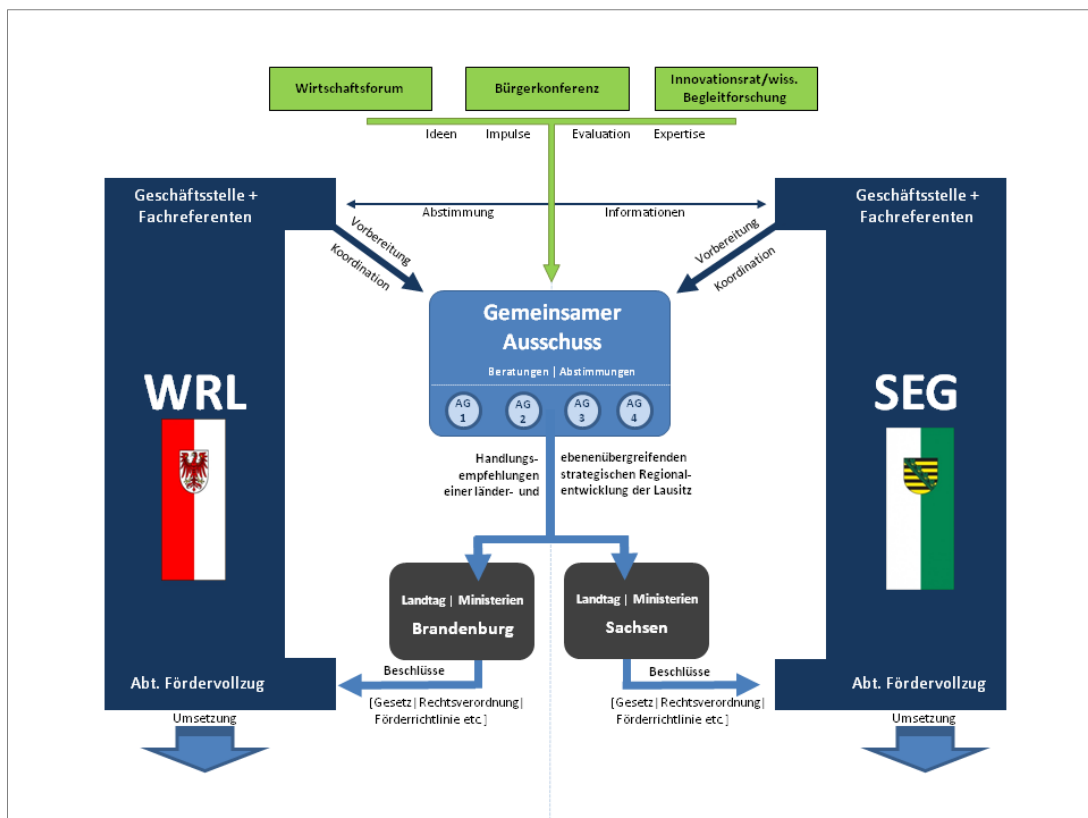 Wirtschaftsforum
Bürgerkonferenz
Innovationsrat/wiss.
Begleitforschung
Ideen Impulse Evaluation Expertise
Geschäftsstelle +
Fachreferenten
Abstimmung Informationen
Geschäftsstelle +
Fachreferenten
Vorbereitung
Koordination
Vorbereitung
Koordination
Gemeinsamer
Ausschuss
Beratungen | Abstimmungen
AG
1
AG
2
AG
3
AG
4
WRL
SEG
Handlungs-
empfehlungen
einer länder- und
ebenenübergreifenden
strategischen Regional-
entwicklung der Lausitz
Landtag | Ministerien
Brandenburg
Landtag | Ministerien
Sachsen
Abt. Fördervollzug
Beschlüsse
[Gesetz|Rechtsverordnung|
Förderrichtlinie etc.]
Beschlüsse
[Gesetz|Rechtsverordnung|
Förderrichtlinie etc.]
Abt. Fördervollzug
Umsetzung
Umsetzung